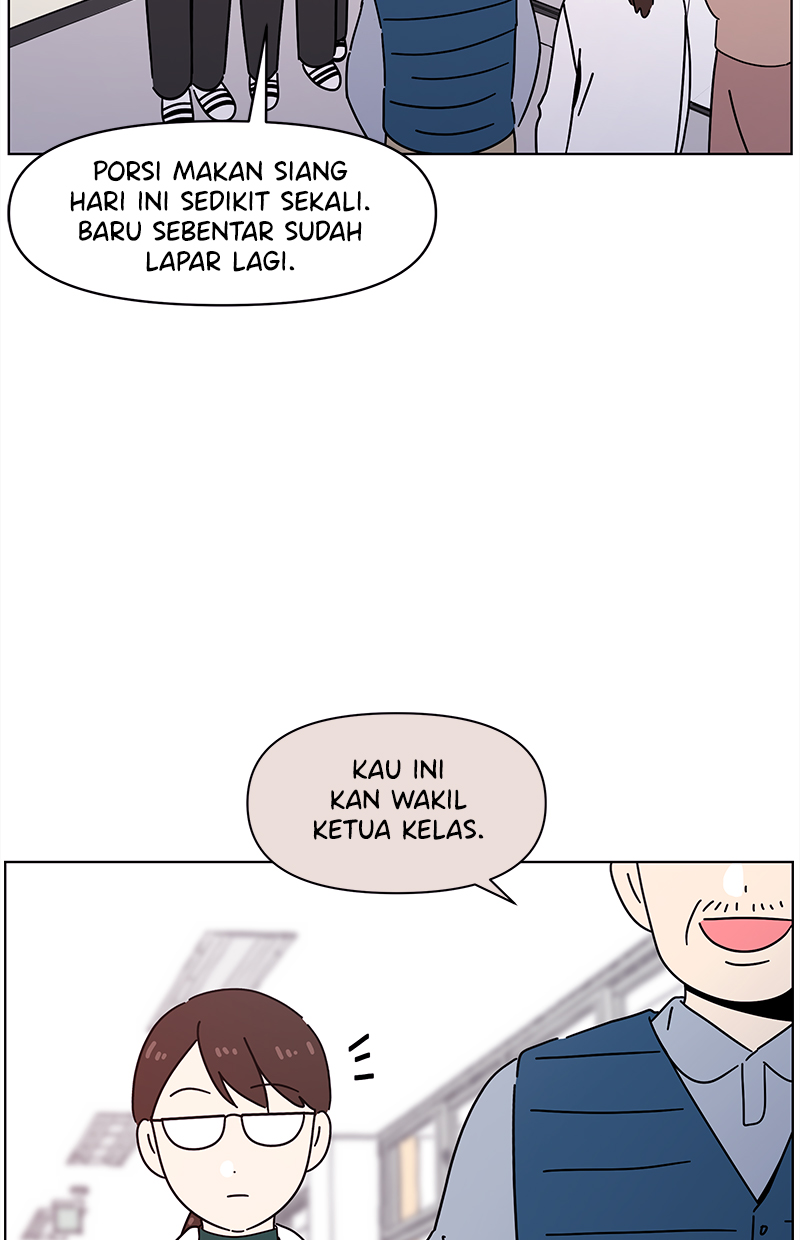 PORSI MAKAN SIANG
HARI INI SEDIKIT SEKALI.
BARU SEBENTAR SUDAH
LAPAR LAGI.
KAU INI
KAN WAKIL
KETUA KELAS.